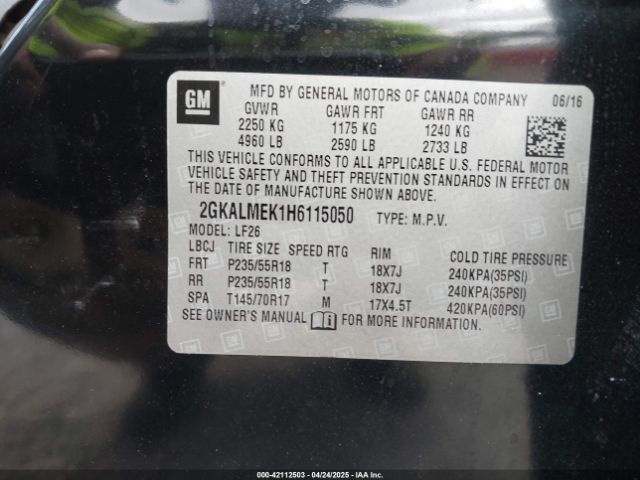 GM
MFD BY GENERAL MOTORS OF CANADA COMPANY 06/16
GVWR GAWR FRT GAWR RR
2250 KG 1175 KG 1240 KG
4960 LB 2590 LB 2733 LB
THIS VEHICLE CONFORMS TO ALL APPLICABLE U.S. FEDERAL MOTOR
VEHICLE SAFETY AND THEFT PREVENTION STANDARDS IN EFFECT ON
THE DATE OF MANUFACTURE SHOWN ABOVE.
2GKALMEK1H6115050 TYPE: M.P.V.
MODEL: LF26
LBCJ TIRE SIZE SPEED RTG RIM COLD TIRE PRESSURE
FRT P235/55R18 T 18X7J 240KPA(35PSI)
RR P235/55R18 T 18X7J 240KPA(35PSI)
SPA T145/70R17 M 17X4.5T 420KPA(60PSI)
SEE OWNER'S MANUAL FOR MORE INFORMATION.
000-42112503 - 04/24/2025 - IAAI, Inc.